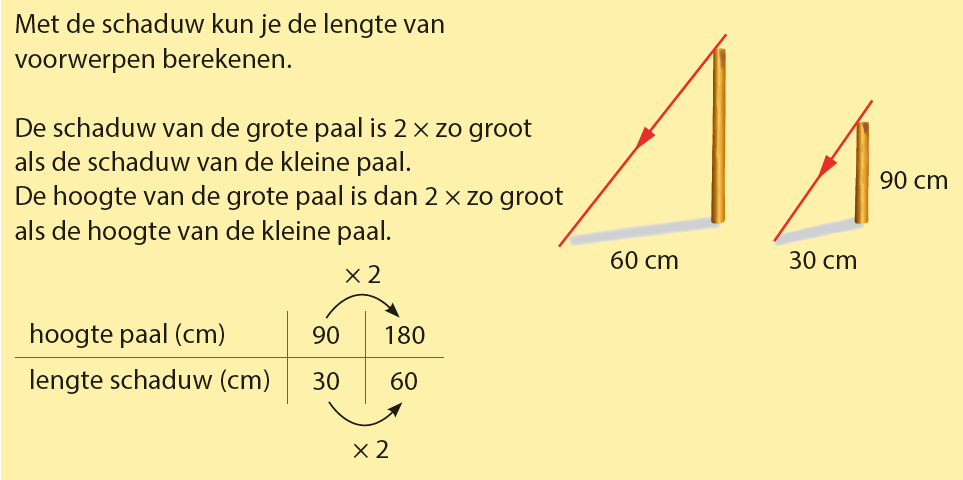 Met de schaduw kun je de lengte van
voorwerpen berekenen.
De schaduw van de grote paal is 2 × zo groot
als de schaduw van de kleine paal.
De hoogte van de grote paal is dan 2 × zo groot
als de hoogte van de kleine paal.
90 cm
60 cm
30 cm
× 2
hoogte paal (cm) 90 180
lengte schaduw (cm) 30 60
× 2